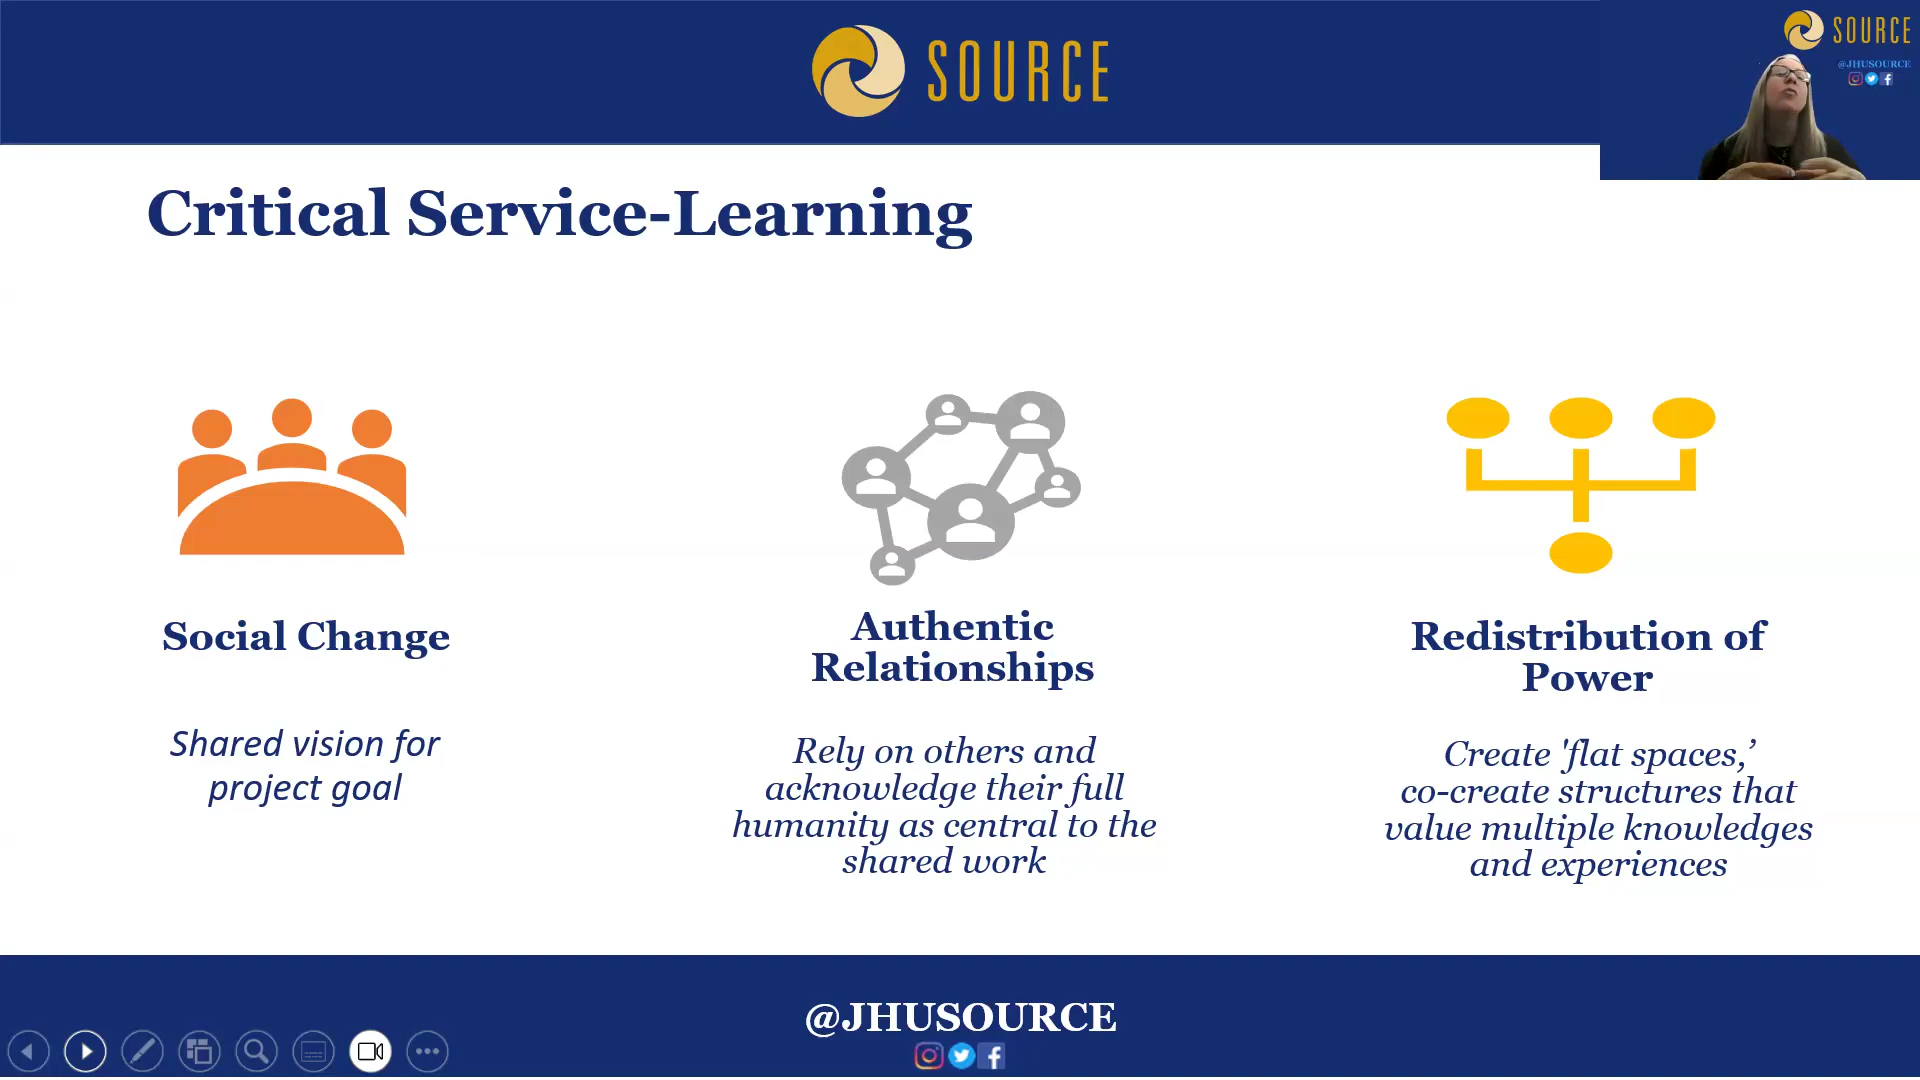 SOURCE
SOURCE
@JHUSOURCE
Critical Service-Learning
Social Change
Shared vision for
project goal
Authentic
Relationships
Rely on others and
acknowledge their full
humanity as central to the
shared work
Redistribution of
Power
Create 'flat spaces,’
co-create structures that
value multiple knowledges
and experiences
@JHUSOURCE